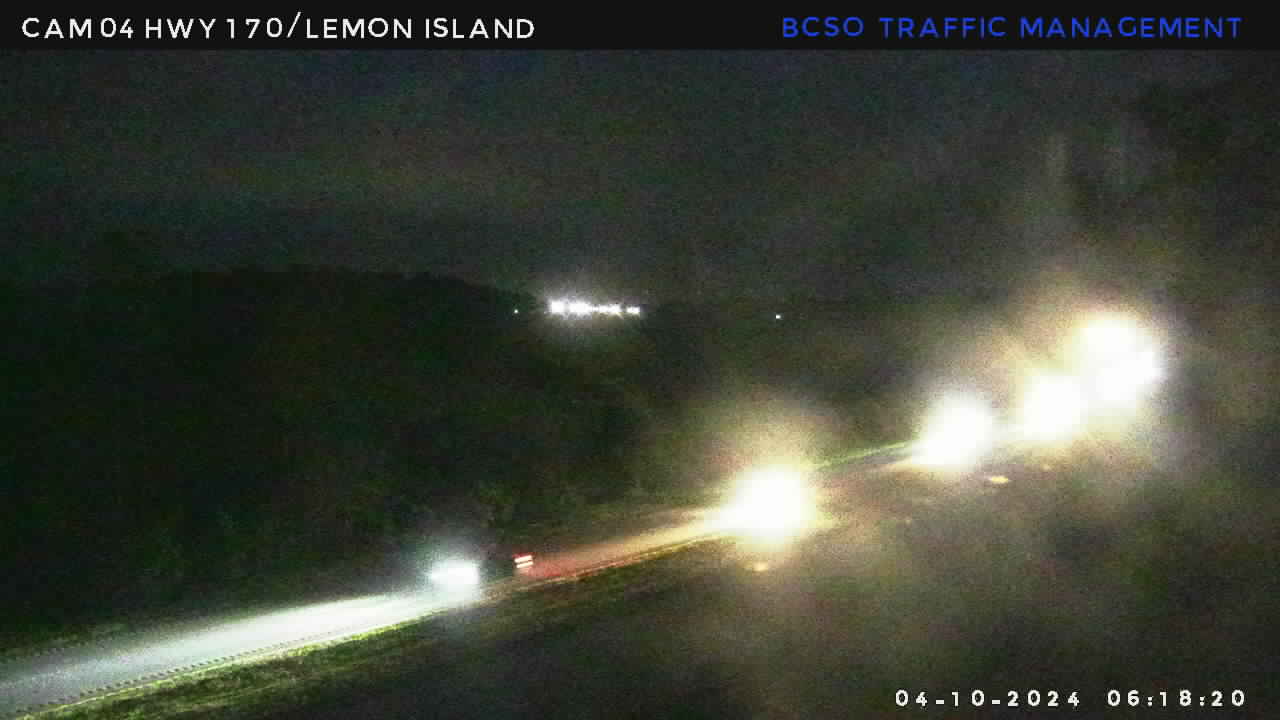 CAM04 HWY 170/LEMON ISLAND
BCSO TRAFFIC MANAGEMENT
04-10-2024 06:18:20